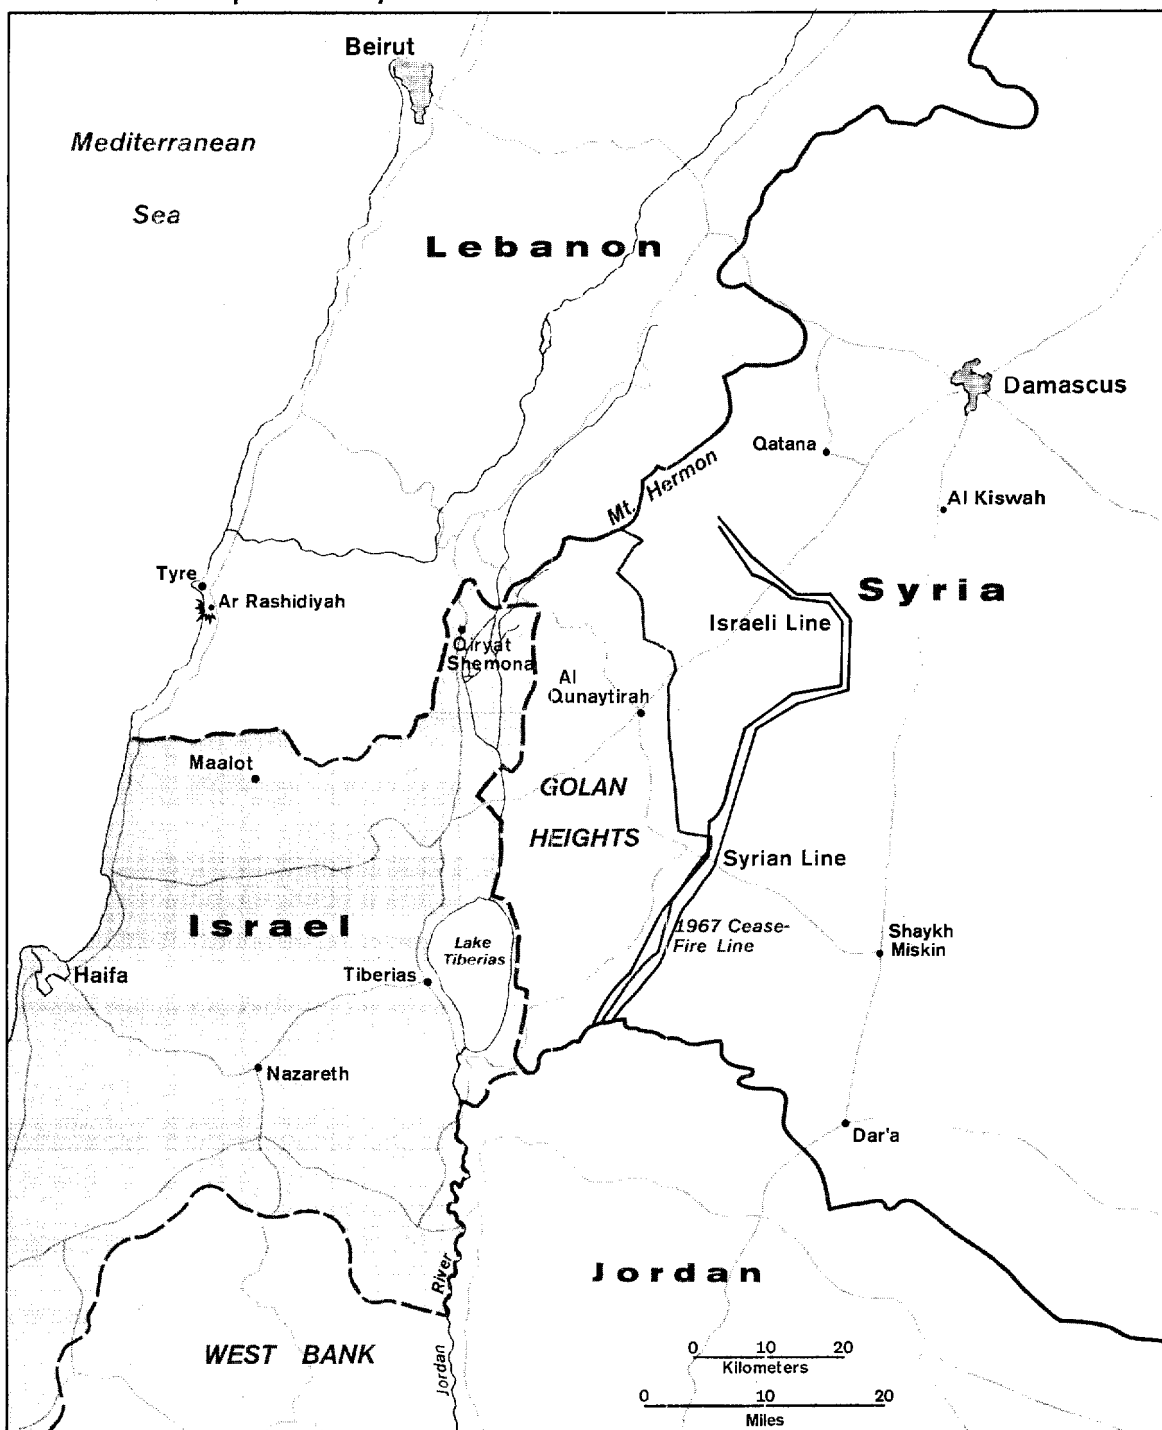 Beirut
Mediterranean
Sea
Lebanon
Damascus
Qatana
Mt. Hermon
Al Kiswah
Tyre
Ar Rashidiyah
Syria
Israeli Line
Qiryat
Shemona
Al
Qunaytirah
Maalot
GOLAN
HEIGHTS
Syrian Line
Israel
1967 Cease-
Fire Line
Shaykh
Miskin
Lake
Tiberias
Haifa
Tiberias
Nazareth
Dar'a
Jordan River
Jordan
WEST BANK
0 10 20
Kilometers
0 10 20
Miles